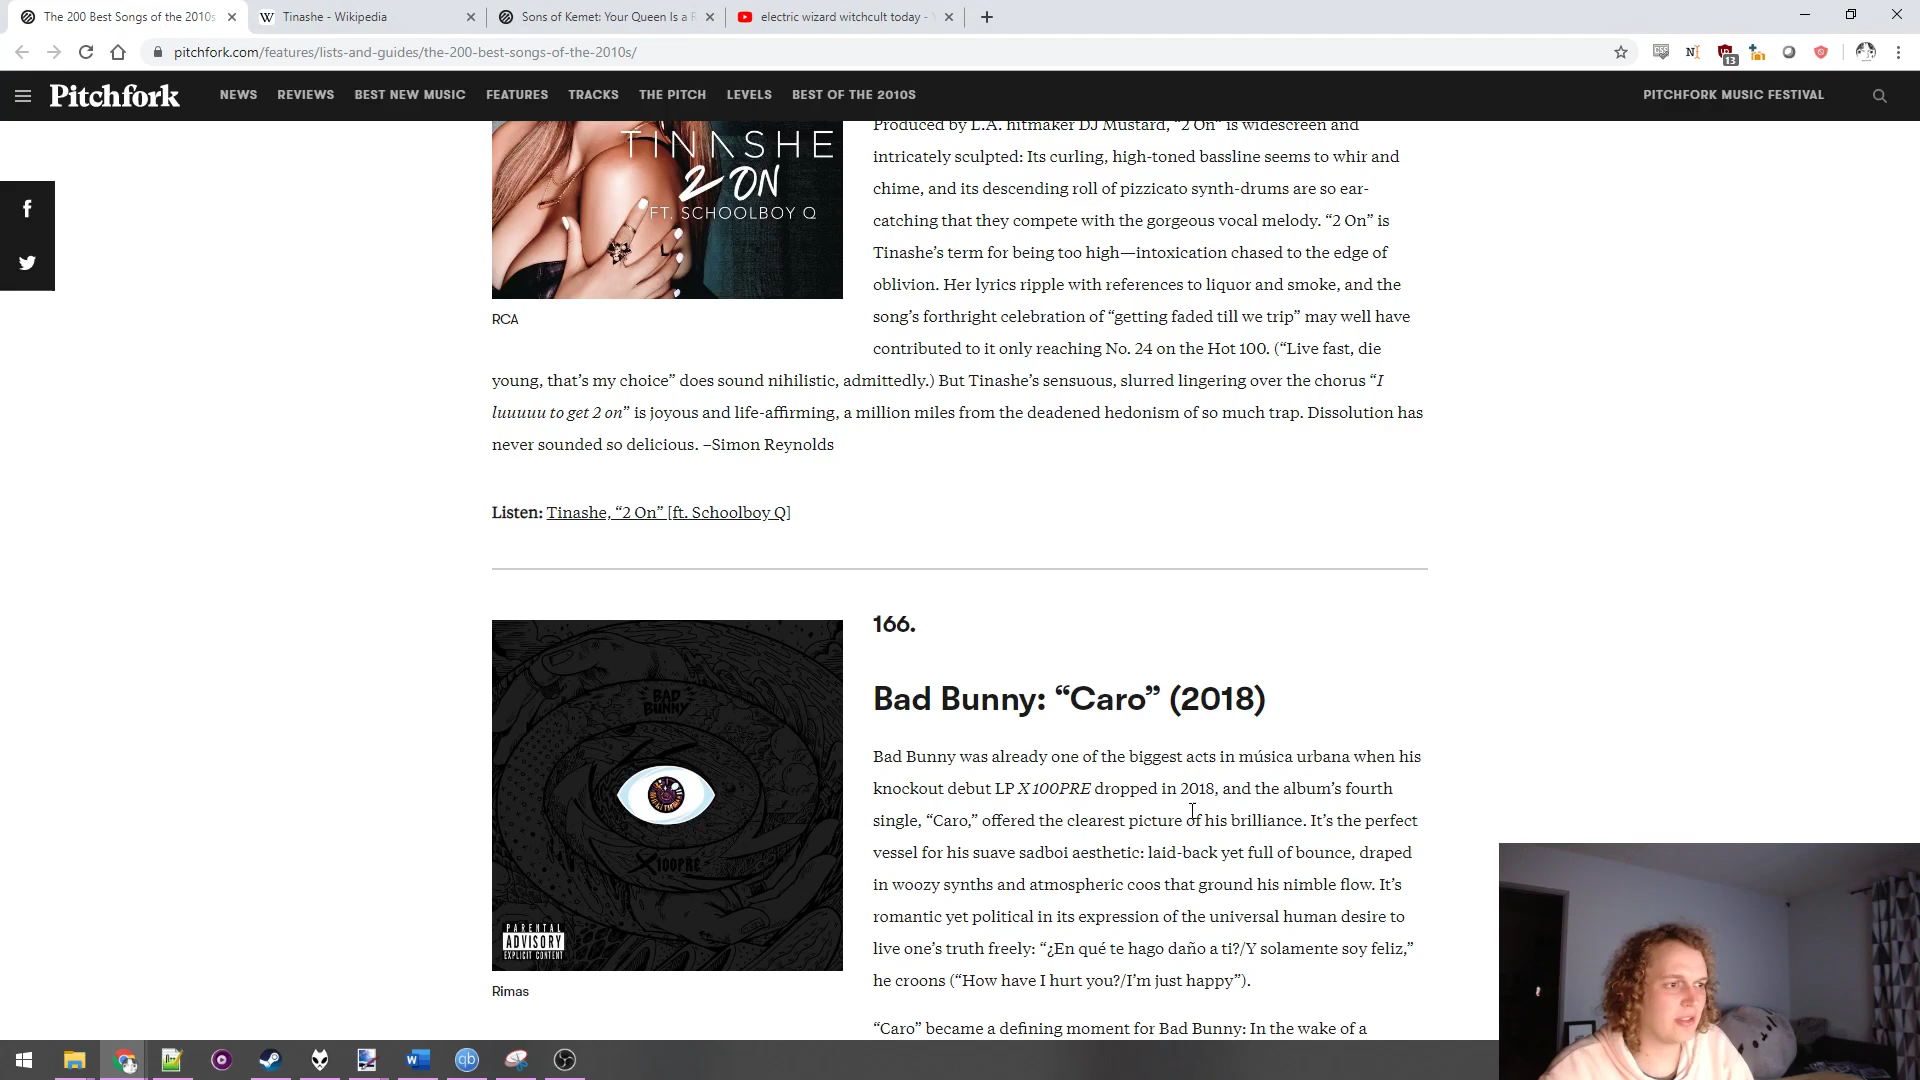 The 200 Best Songs of the 2010s
Tinashe - Wikipedia
Sons of Kemet: Your Queen Is a R
electric wizard witchcult today -
pitchfork.com/features/lists-and-guides/the-200-best-songs-of-the-2010s/
13
Pitchfork
NEWS
REVIEWS
BEST NEW MUSIC
FEATURES
TRACKS
THE PITCH
LEVELS
BEST OF THE 2010S
PITCHFORK MUSIC FESTIVAL
TINASHE
2 ON
FT. SCHOOLBOY Q
RCA
Produced by L.A. hitmaker DJ Mustard, “2 On” is widescreen and
intricately sculpted: Its curling, high-toned bassline seems to whir and
chime, and its descending roll of pizzicato synth-drums are so ear-
catching that they compete with the gorgeous vocal melody. “2 On” is
Tinashe’s term for being too high—intoxication chased to the edge of
oblivion. Her lyrics ripple with references to liquor and smoke, and the
song’s forthright celebration of “getting faded till we trip” may well have
contributed to it only reaching No. 24 on the Hot 100. (“Live fast, die
young, that’s my choice” does sound nihilistic, admittedly.) But Tinashe’s sensuous, slurred lingering over the chorus “I
luuuuu to get 2 on” is joyous and life-affirming, a million miles from the deadened hedonism of so much trap. Dissolution has
never sounded so delicious. –Simon Reynolds
Listen: Tinashe, “2 On” [ft. Schoolboy Q]
BAD
BUNNY
X100PRE
PARENTAL
ADVISORY
EXPLICIT CONTENT
Rimas
166.
Bad Bunny: “Caro” (2018)
Bad Bunny was already one of the biggest acts in música urbana when his
knockout debut LP X 100PRE dropped in 2018, and the album’s fourth
single, “Caro,” offered the clearest picture of his brilliance. It’s the perfect
vessel for his suave sadboi aesthetic: laid-back yet full of bounce, draped
in woozy synths and atmospheric coos that ground his nimble flow. It’s
romantic yet political in its expression of the universal human desire to
live one’s truth freely: “¿En qué te hago daño a ti?/Y solamente soy feliz,”
he croons (“How have I hurt you?/I’m just happy”).
“Caro” became a defining moment for Bad Bunny: In the wake of a